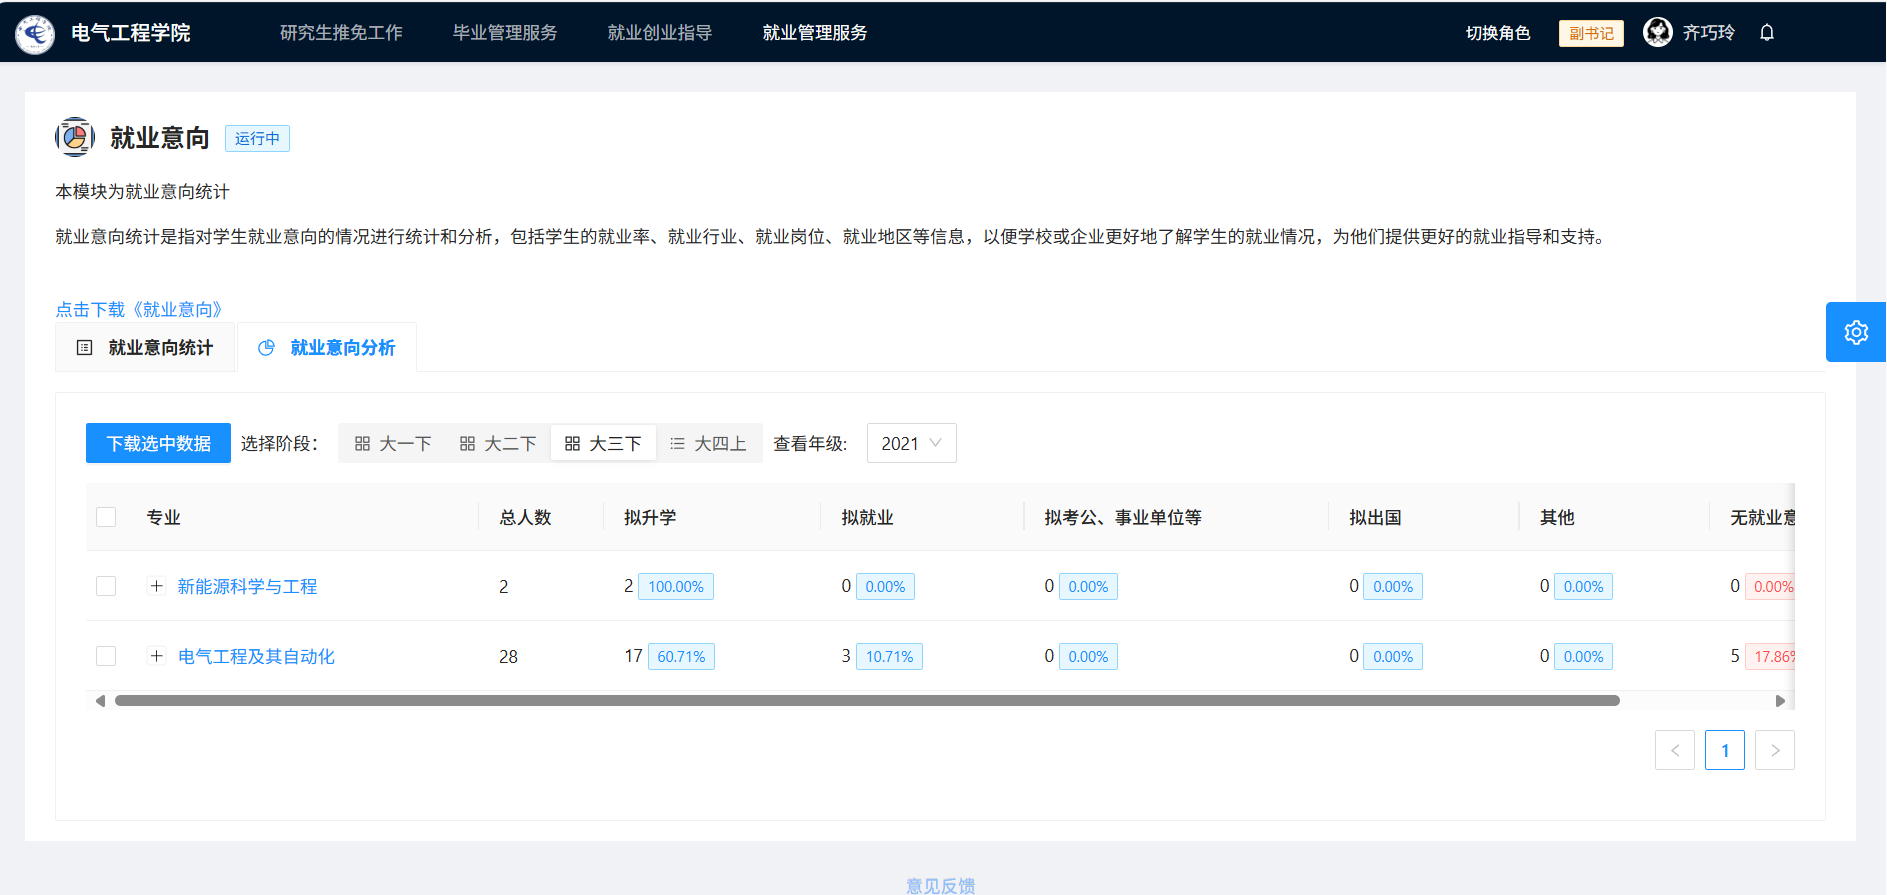 电气工程学院 研究生推免工作 毕业管理服务 就业创业指导 就业管理服务 切换角色 副书记 齐巧玲
就业意向 运行中
本模块为就业意向统计
就业意向统计是指对学生就业意向的情况进行统计和分析，包括学生的就业率、就业行业、就业岗位、就业地区等信息，以便学校或企业更好地了解学生的就业情况，为他们提供更好的就业指导和支持。
点击下载《就业意向》
就业意向统计 就业意向分析
下载选中数据 选择阶段： 大一下 大二下 大三下 大四上 查看年级: 2021
专业 总人数 拟升学 拟就业 拟考公、事业单位等 拟出国 其他 无就业意
新能源科学与工程 2 2 100.00% 0 0.00% 0 0.00% 0 0.00% 0 0.00% 0 0.00%
电气工程及其自动化 28 17 60.71% 3 10.71% 0 0.00% 0 0.00% 0 0.00% 5 17.86%
1
意见反馈